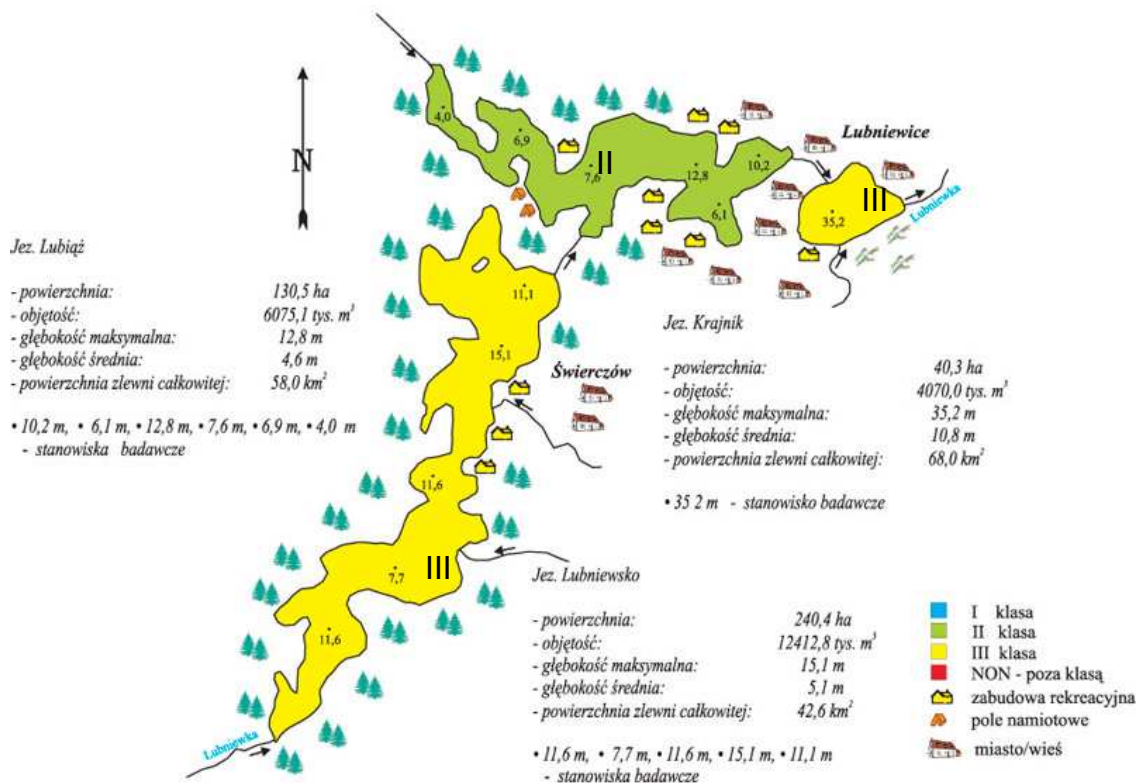 4,0
6,9
II
7,6
12,8
10,2
6,1
Lubniewice
III
35,2
Lubniewka
N
Jez. Lubiąż
- powierzchnia: 130,5 ha
- objętość: 6075,1 tys. m³
- głębokość maksymalna: 12,8 m
- głębokość średnia: 4,6 m
- powierzchnia zlewni całkowitej: 58,0 km²
• 10,2 m, • 6,1 m, • 12,8 m, • 7,6 m, • 6,9 m, • 4,0 m
- stanowiska badawcze
11,1
15,1
Świerczów
11,6
7,7
III
11,6
Lubniewka
Jez. Krajnik
- powierzchnia: 40,3 ha
- objętość: 4070,0 tys. m³
- głębokość maksymalna: 35,2 m
- głębokość średnia: 10,8 m
- powierzchnia zlewni całkowitej: 68,0 km²
• 35 2 m - stanowisko badawcze
Jez. Lubniewsko
- powierzchnia: 240,4 ha
- objętość: 12412,8 tys. m³
- głębokość maksymalna: 15,1 m
- głębokość średnia: 5,1 m
- powierzchnia zlewni całkowitej: 42,6 km²
• 11,6 m, • 7,7 m, • 11,6 m, • 15,1 m, • 11,1 m
- stanowiska badawcze
I klasa
II klasa
III klasa
NON - poza klasą
zabudowa rekreacyjna
pole namiotowe
miasto/wieś